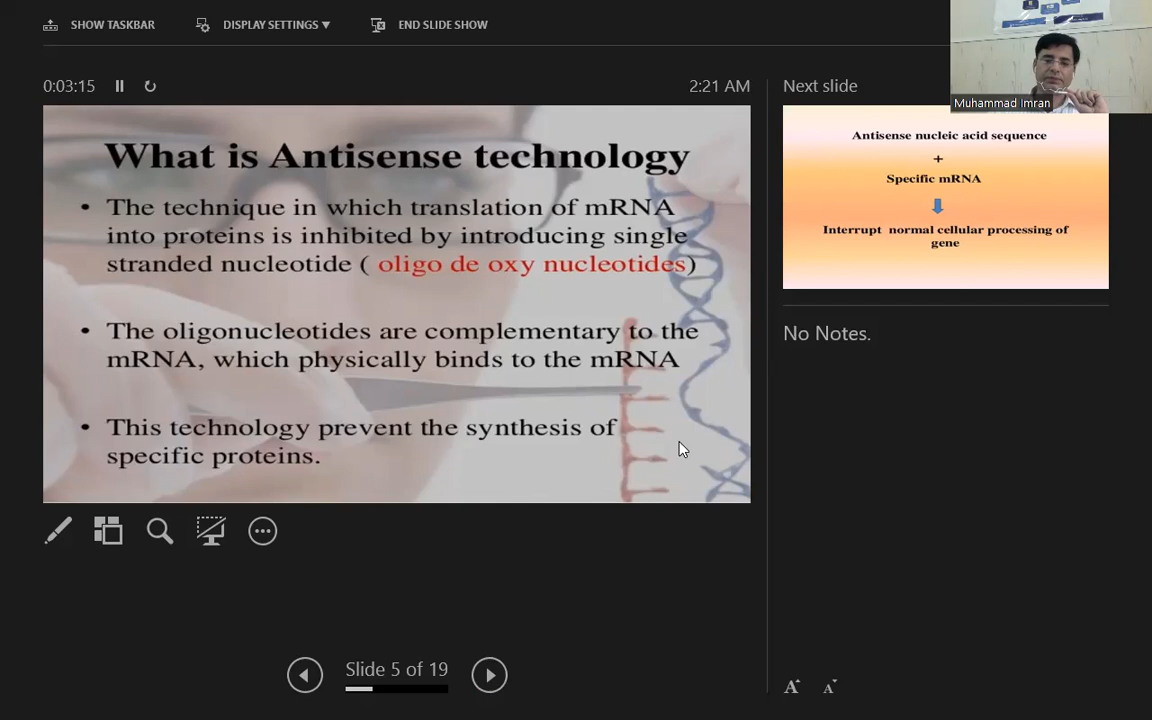 SHOW TASKBAR
DISPLAY SETTINGS ▼
END SLIDE SHOW
0:03:15
2:21 AM
What is Antisense technology
• The technique in which translation of mRNA
into proteins is inhibited by introducing single
stranded nucleotide ( oligo de oxy nucleotides)
• The oligonucleotides are complementary to the
mRNA, which physically binds to the mRNA
• This technology prevent the synthesis of
specific proteins.
Slide 5 of 19
Next slide
Muhammad Imran
Antisense nucleic acid sequence
+
Specific mRNA
Interrupt normal cellular processing of
gene
No Notes.
A A